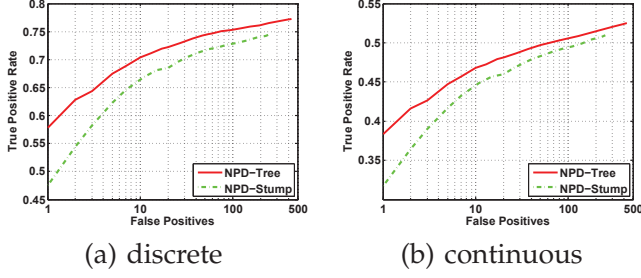 0.8
0.75
0.7
0.65
0.6
0.55
0.5
0.45
True Positive Rate
1
10
100
500
False Positives
NPD-Tree
NPD-Stump
(a) discrete
0.55
0.5
0.45
0.4
0.35
True Positive Rate
1
10
100
500
False Positives
NPD-Tree
NPD-Stump
(b) continuous